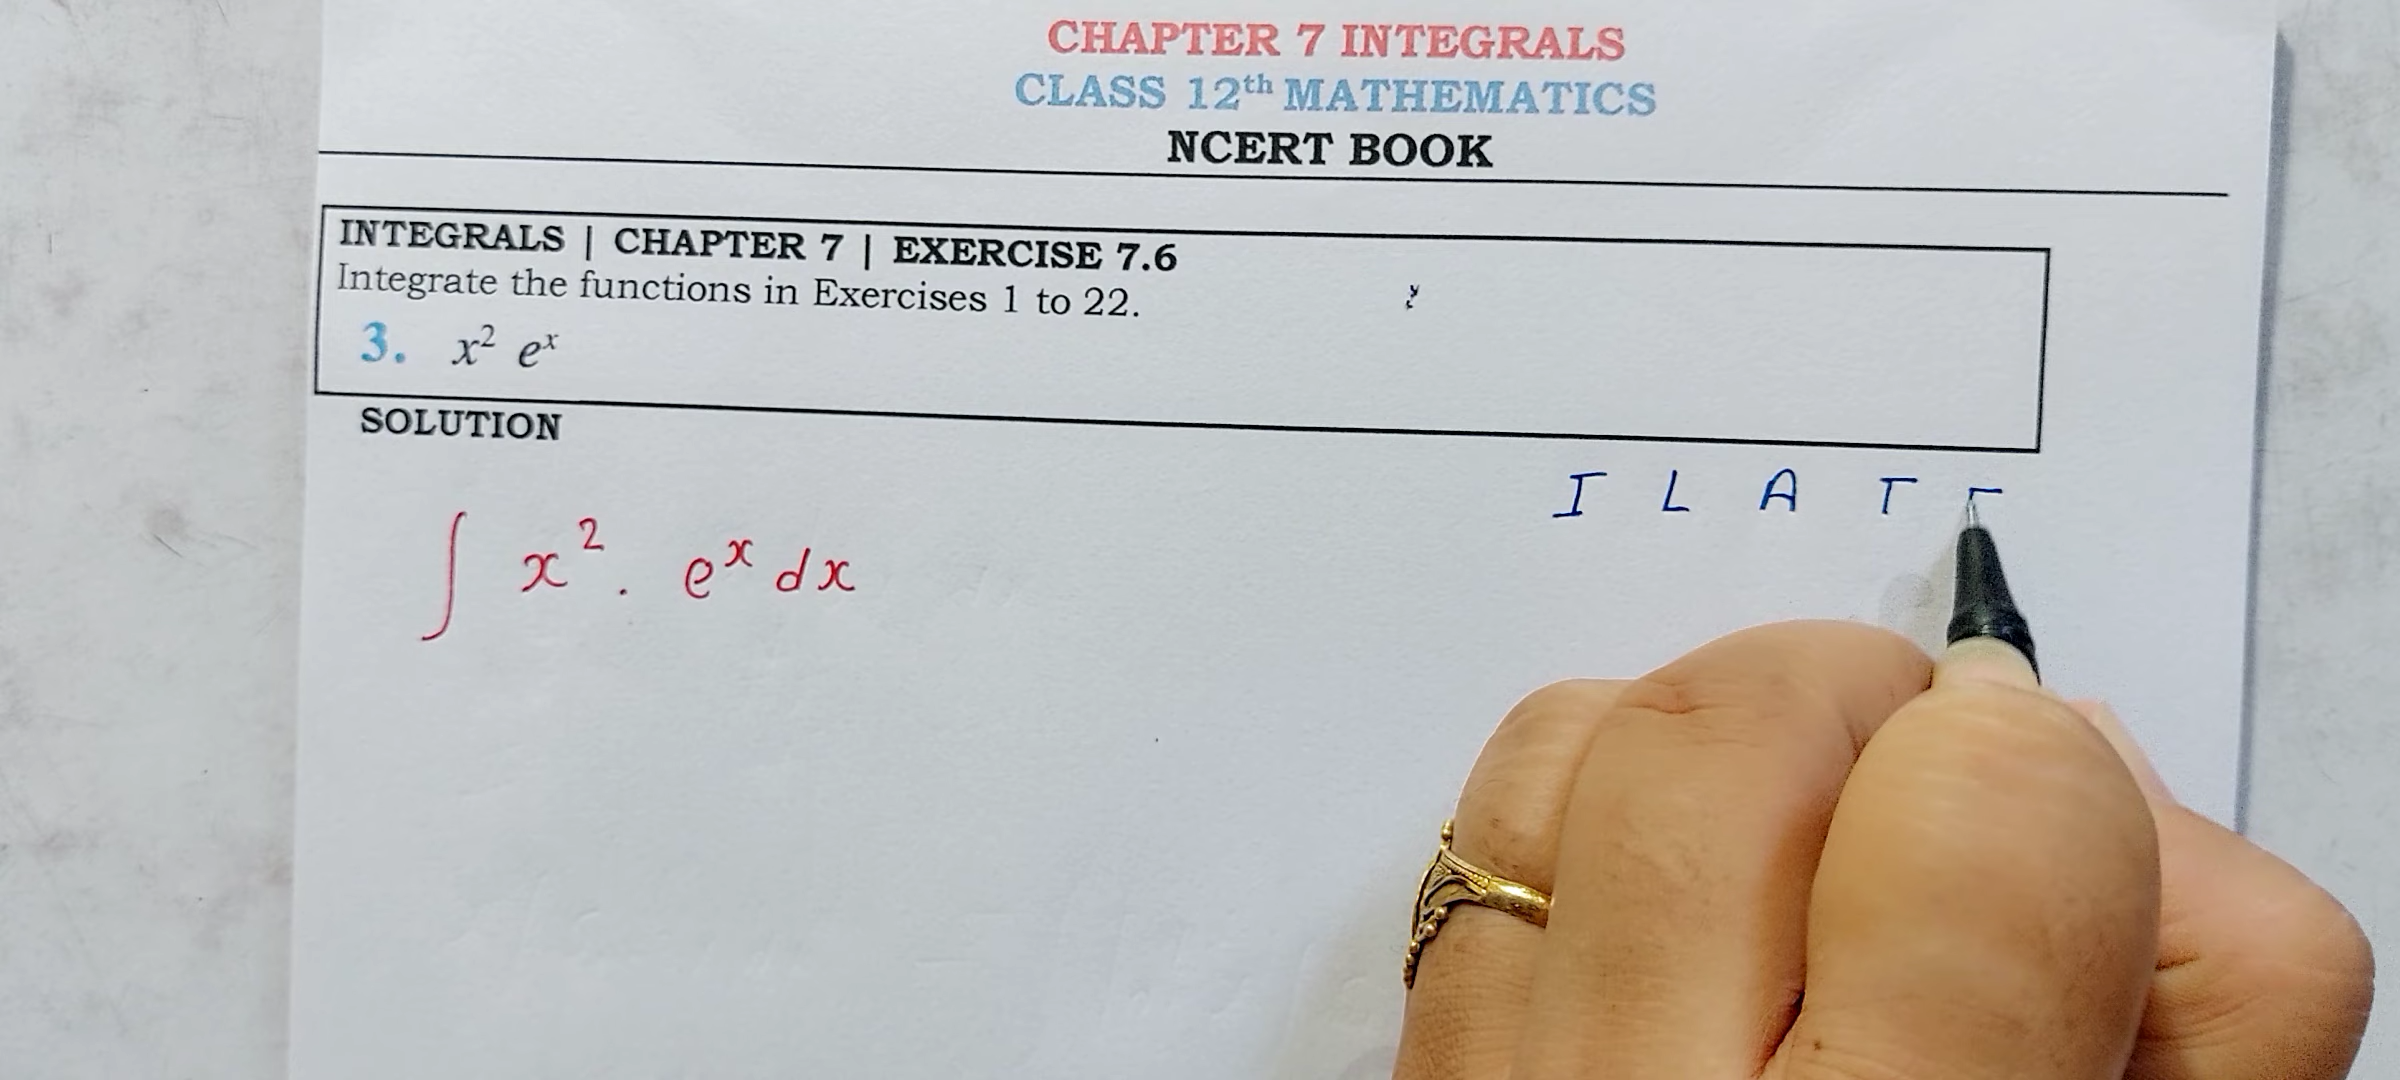 CHAPTER 7 INTEGRALS
CLASS 12th MATHEMATICS
NCERT BOOK
INTEGRALS | CHAPTER 7 | EXERCISE 7.6
Integrate the functions in Exercises 1 to 22.
3. x² eˣ
SOLUTION
I L A T
∫ x² . eˣ dx